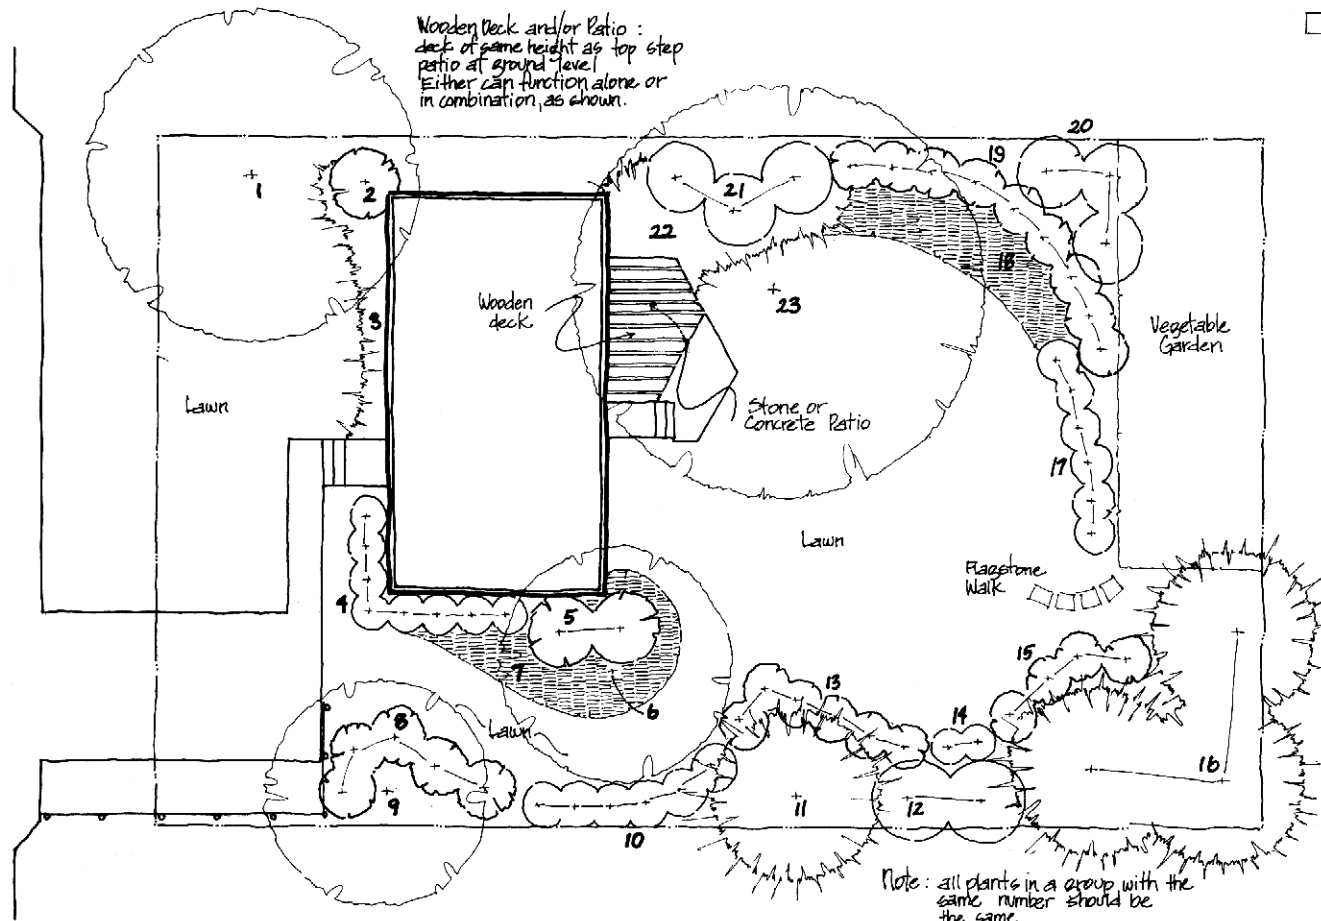 Wooden Deck and/or Patio :
deck of same height as top step
patio at ground level
Either can function alone or
in combination, as shown.
20
19
1
2
21
22
18
23
3
Wooden
deck
Vegetable
Garden
Lawn
Stone or
Concrete Patio
17
Lawn
Flagstone
Walk
4
5
7
15
6
13
8
Lawn
14
16
9
11
12
10
Note : all plants in a group with the
same number should be
the same.